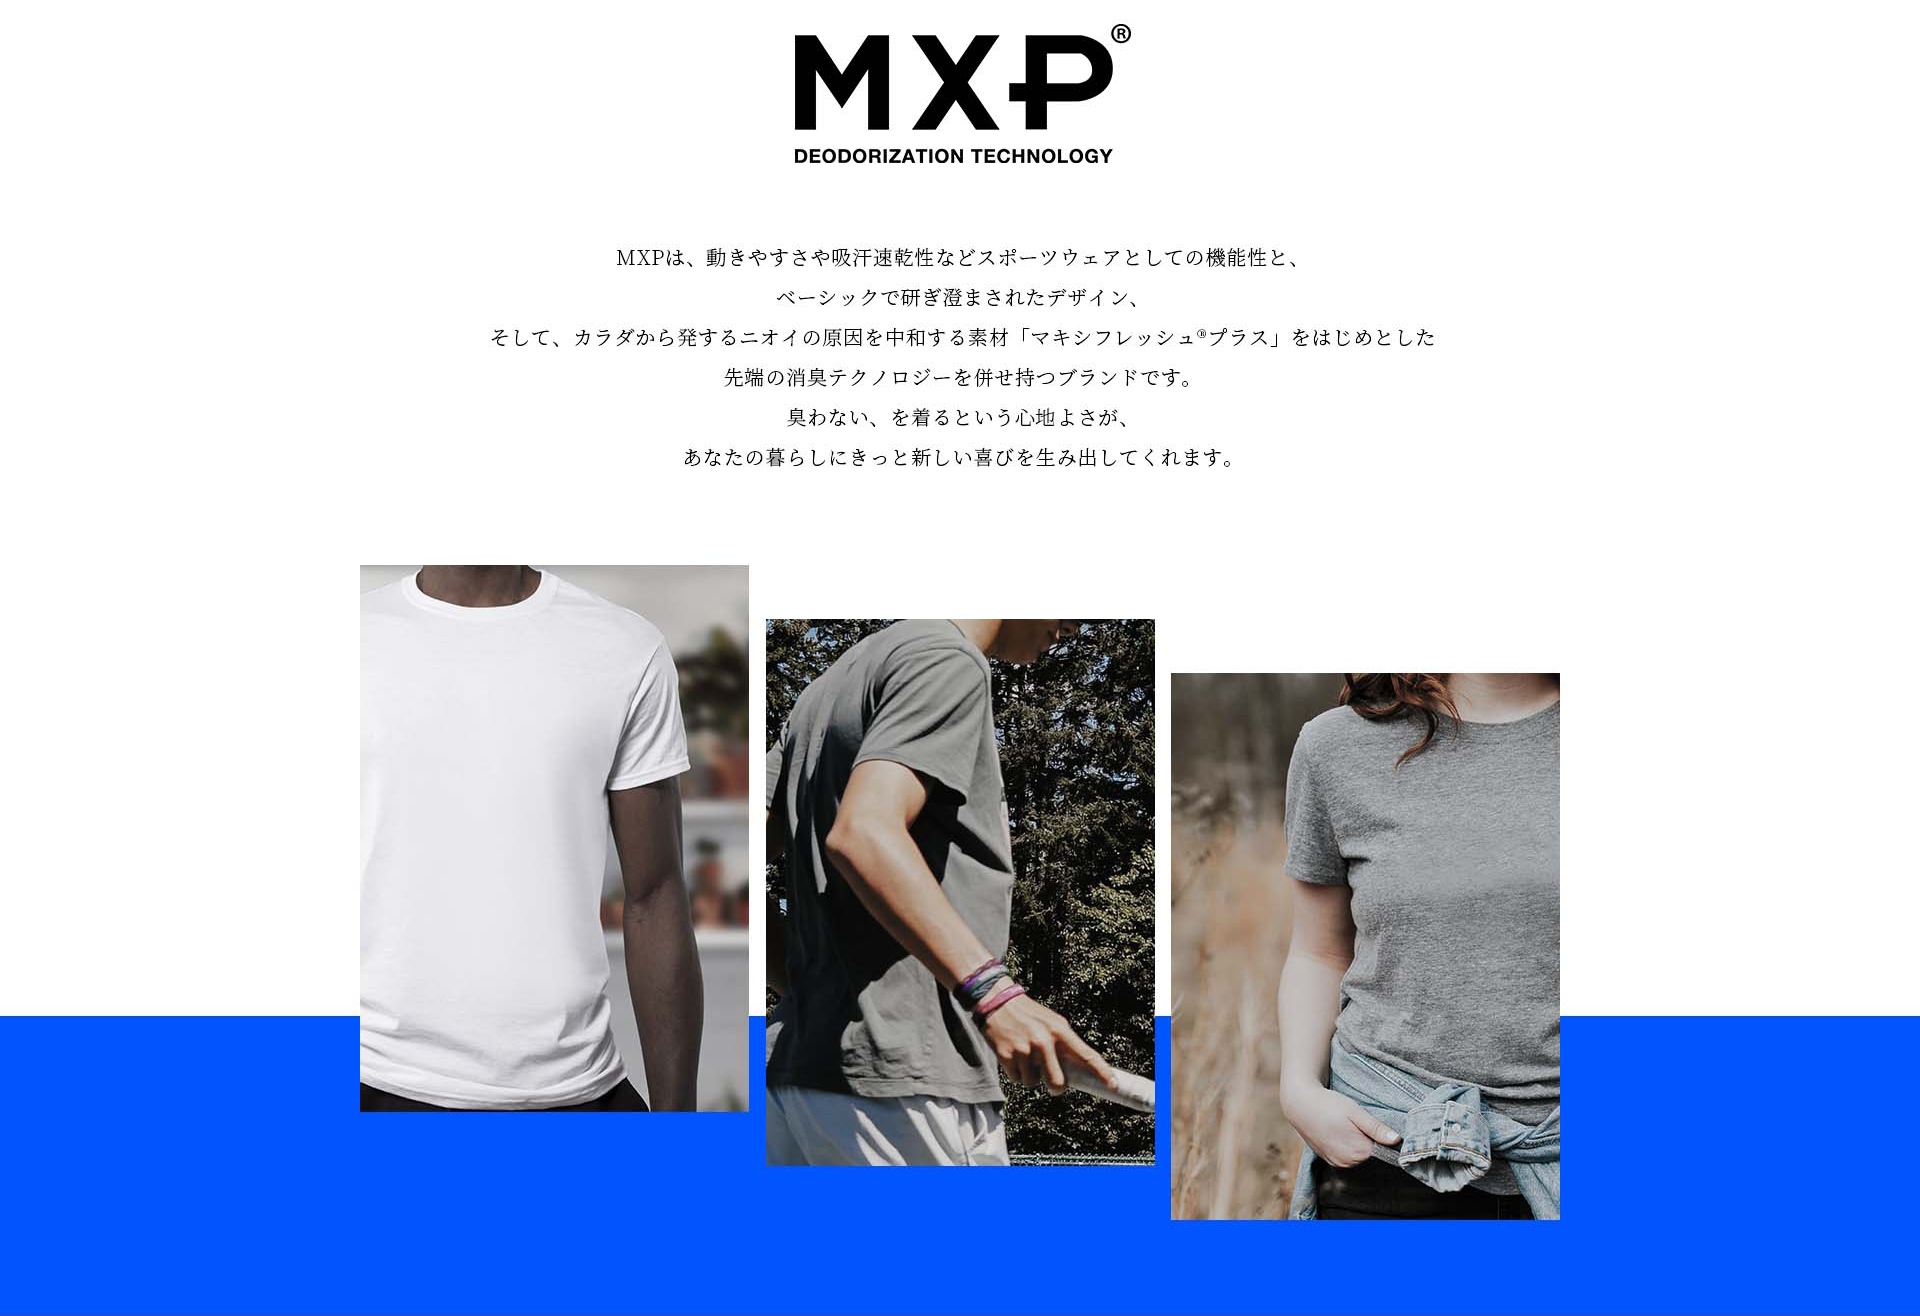 MXP®
DEODORIZATION TECHNOLOGY
MXPは、動きやすさや吸汗速乾性などスポーツウェアとしての機能性と、
ベーシックで研ぎ澄まされたデザイン、
そして、カラダから発するニオイの原因を中和する素材「マキシフレッシュ®プラス」をはじめとした
先端の消臭テクノロジーを併せ持つブランドです。
臭わない、を着るという心地よさが、
あなたの暮らしにきっと新しい喜びを生み出してくれます。